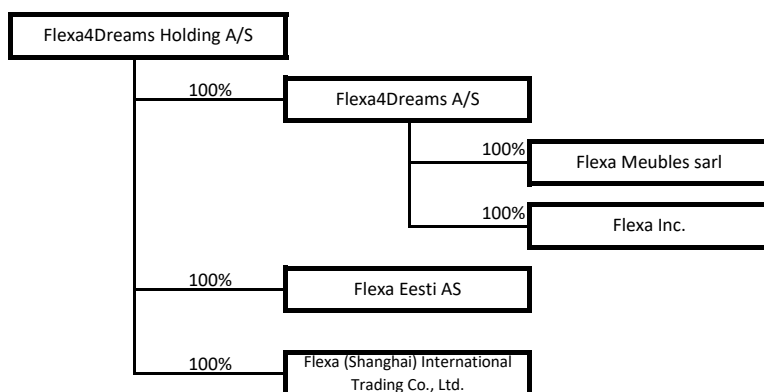 Flexa4Dreams Holding A/S
100%
Flexa4Dreams A/S
100%
Flexa Meubles sarl
100%
Flexa Inc.
100%
Flexa Eesti AS
100%
Flexa (Shanghai) International
Trading Co., Ltd.